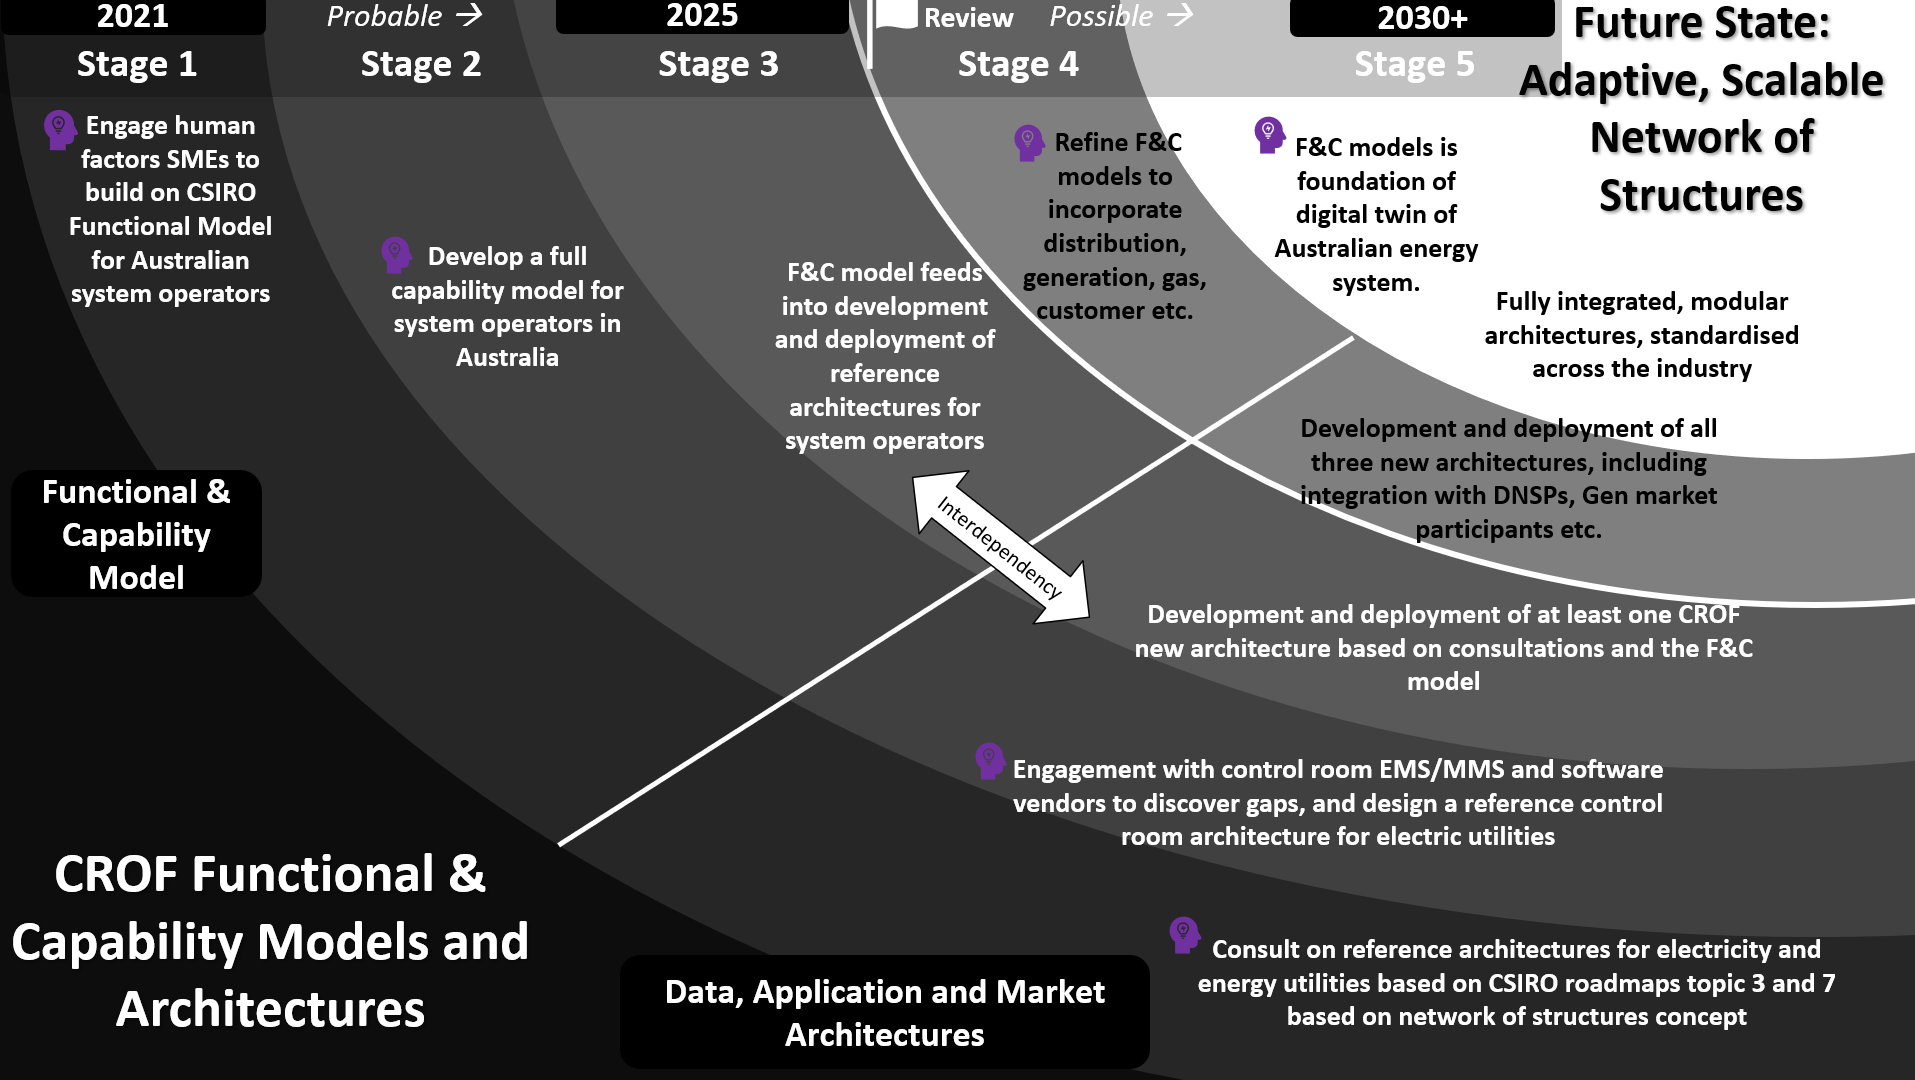 2021
Probable →
2025
Review
Possible →
2030+
Stage 1
Stage 2
Stage 3
Stage 4
Stage 5
Future State:
Adaptive, Scalable
Network of
Structures
Engage human
factors SMEs to
build on CSIRO
Functional Model
for Australian
system operators
Develop a full
capability model for
system operators in
Australia
F&C model feeds
into development
and deployment of
reference
architectures for
system operators
Refine F&C
models to
incorporate
distribution,
generation, gas,
customer etc.
F&C models is
foundation of
digital twin of
Australian energy
system.
Fully integrated, modular
architectures, standardised
across the industry
Development and deployment of all
three new architectures, including
integration with DNSPs, Gen market
participants etc.
Functional &
Capability
Model
Interdependency
Development and deployment of at least one CROF
new architecture based on consultations and the F&C
model
Engagement with control room EMS/MMS and software
vendors to discover gaps, and design a reference control
room architecture for electric utilities
CROF Functional &
Capability Models and
Architectures
Consult on reference architectures for electricity and
energy utilities based on CSIRO roadmaps topic 3 and 7
based on network of structures concept
Data, Application and Market
Architectures